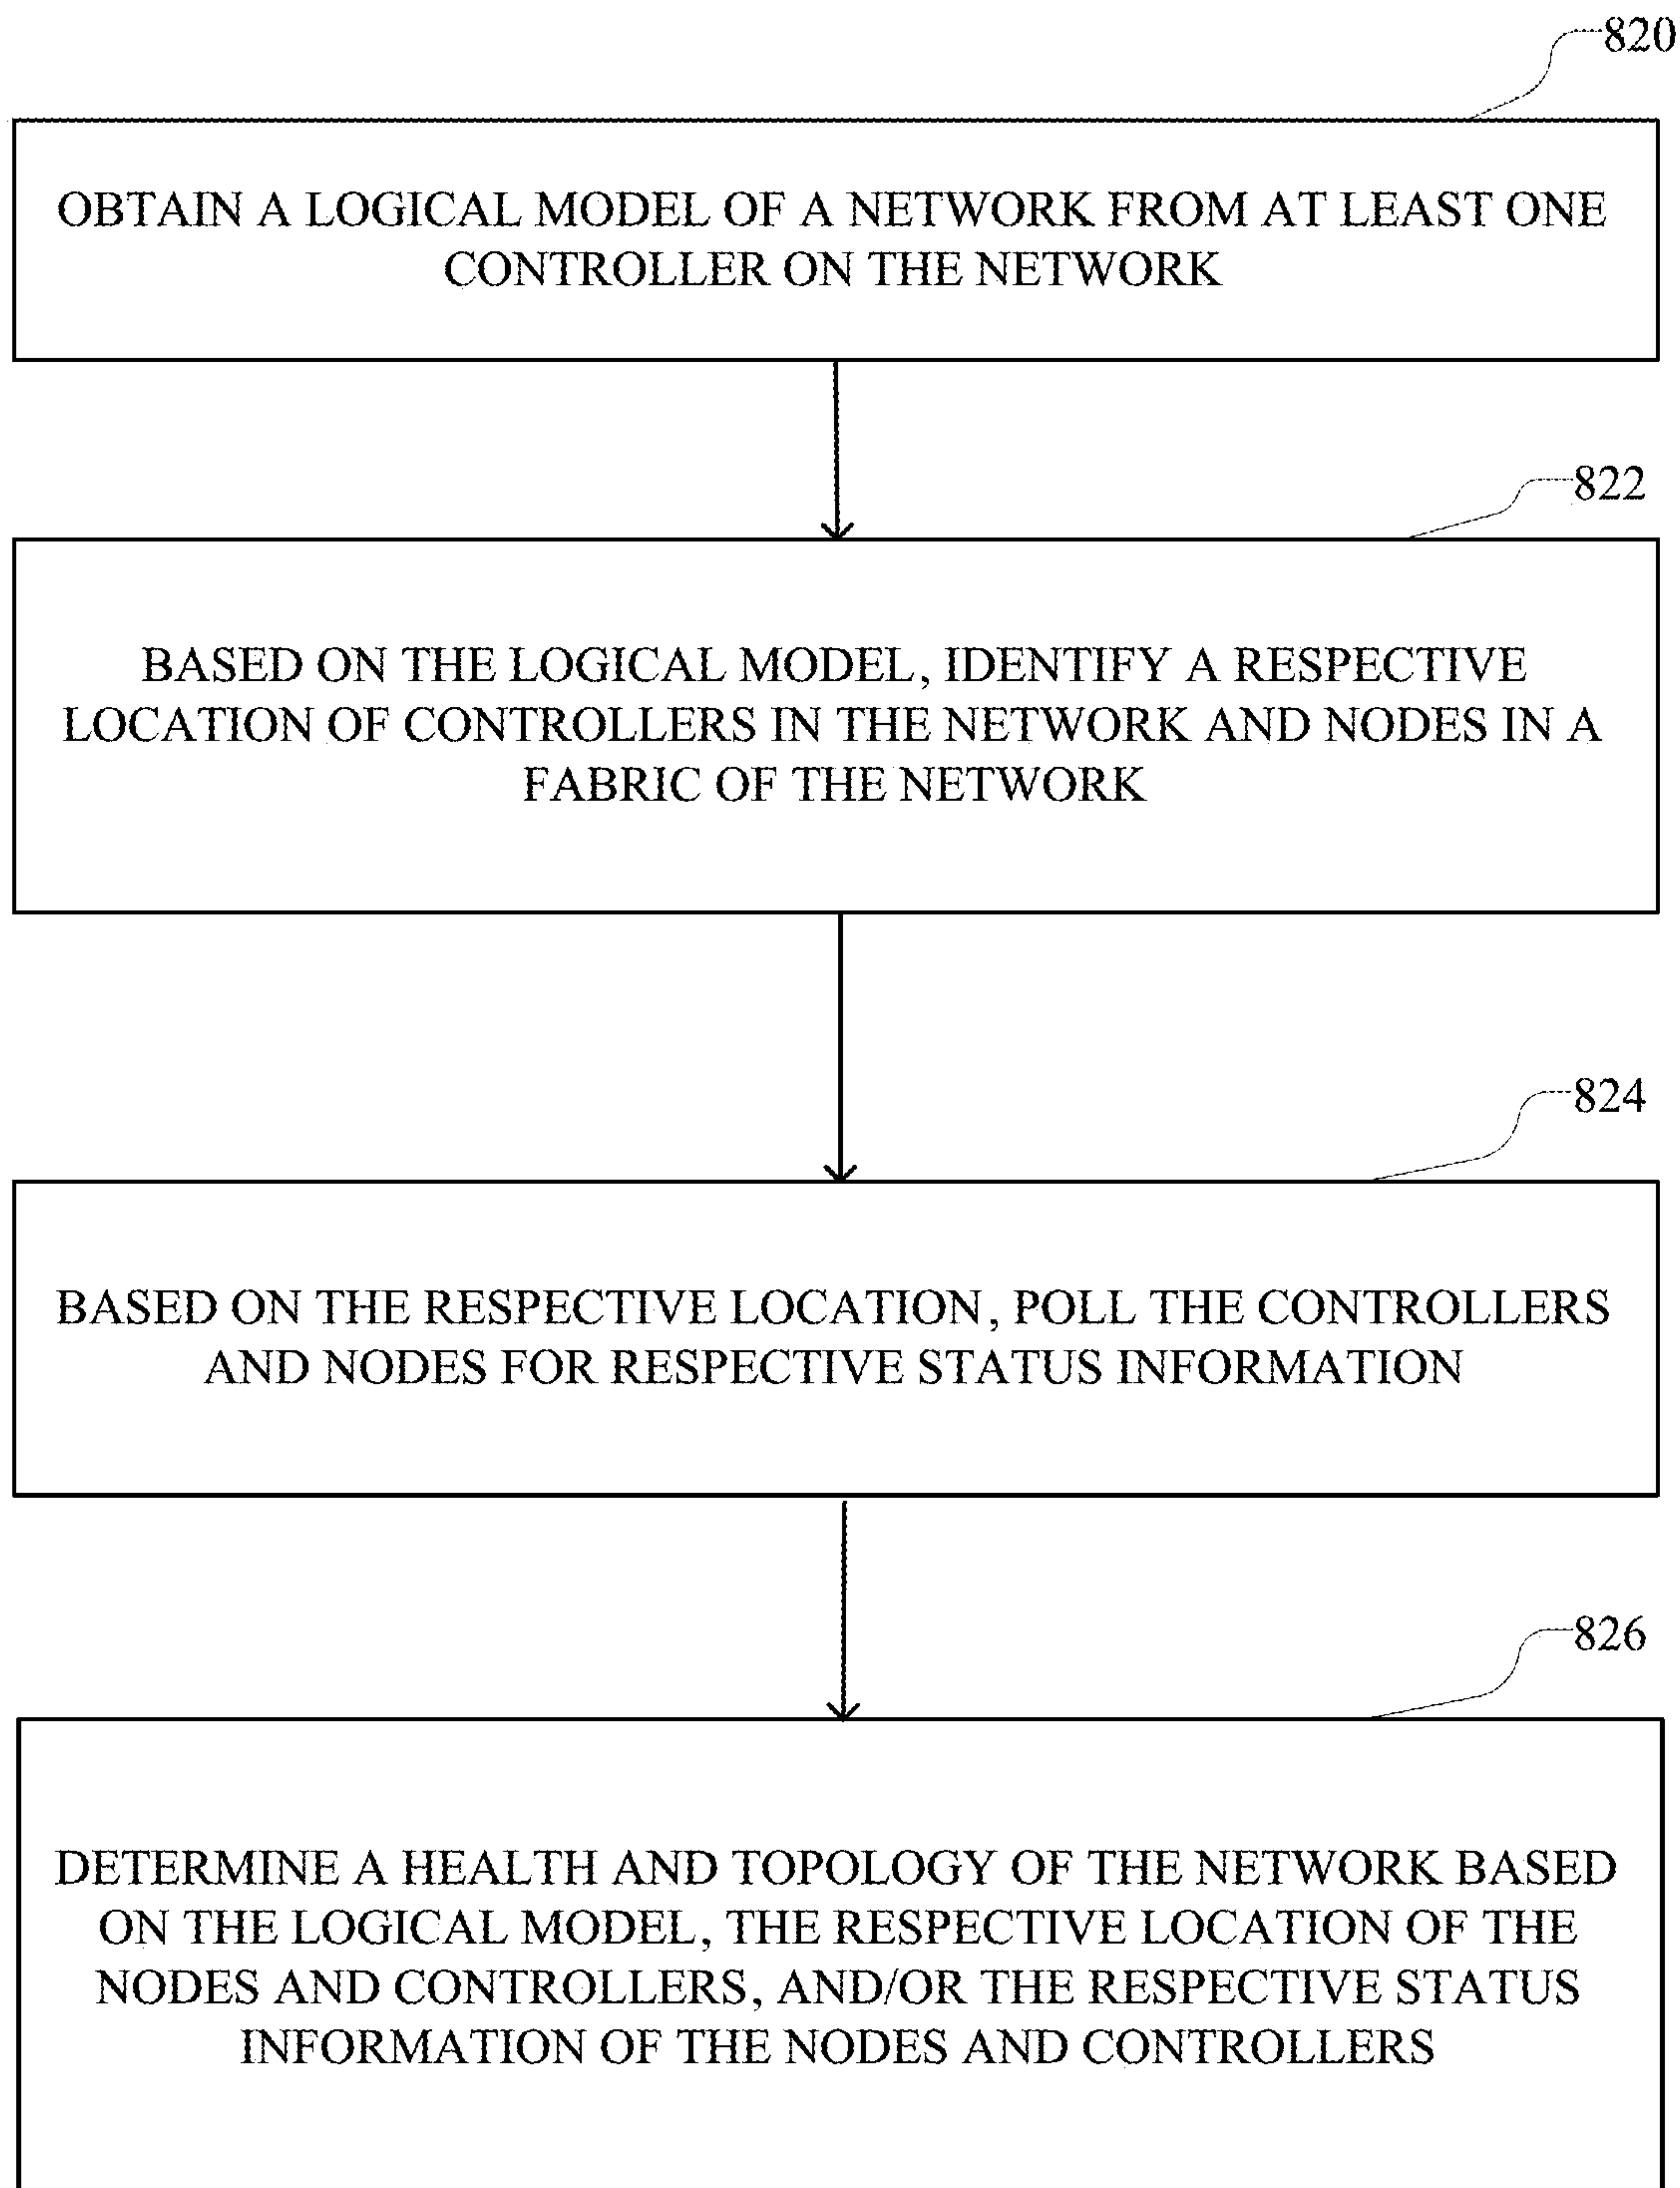 820
OBTAIN A LOGICAL MODEL OF A NETWORK FROM AT LEAST ONE
CONTROLLER ON THE NETWORK
822
BASED ON THE LOGICAL MODEL, IDENTIFY A RESPECTIVE
LOCATION OF CONTROLLERS IN THE NETWORK AND NODES IN A
FABRIC OF THE NETWORK
824
BASED ON THE RESPECTIVE LOCATION, POLL THE CONTROLLERS
AND NODES FOR RESPECTIVE STATUS INFORMATION
826
DETERMINE A HEALTH AND TOPOLOGY OF THE NETWORK BASED
ON THE LOGICAL MODEL, THE RESPECTIVE LOCATION OF THE
NODES AND CONTROLLERS, AND/OR THE RESPECTIVE STATUS
INFORMATION OF THE NODES AND CONTROLLERS